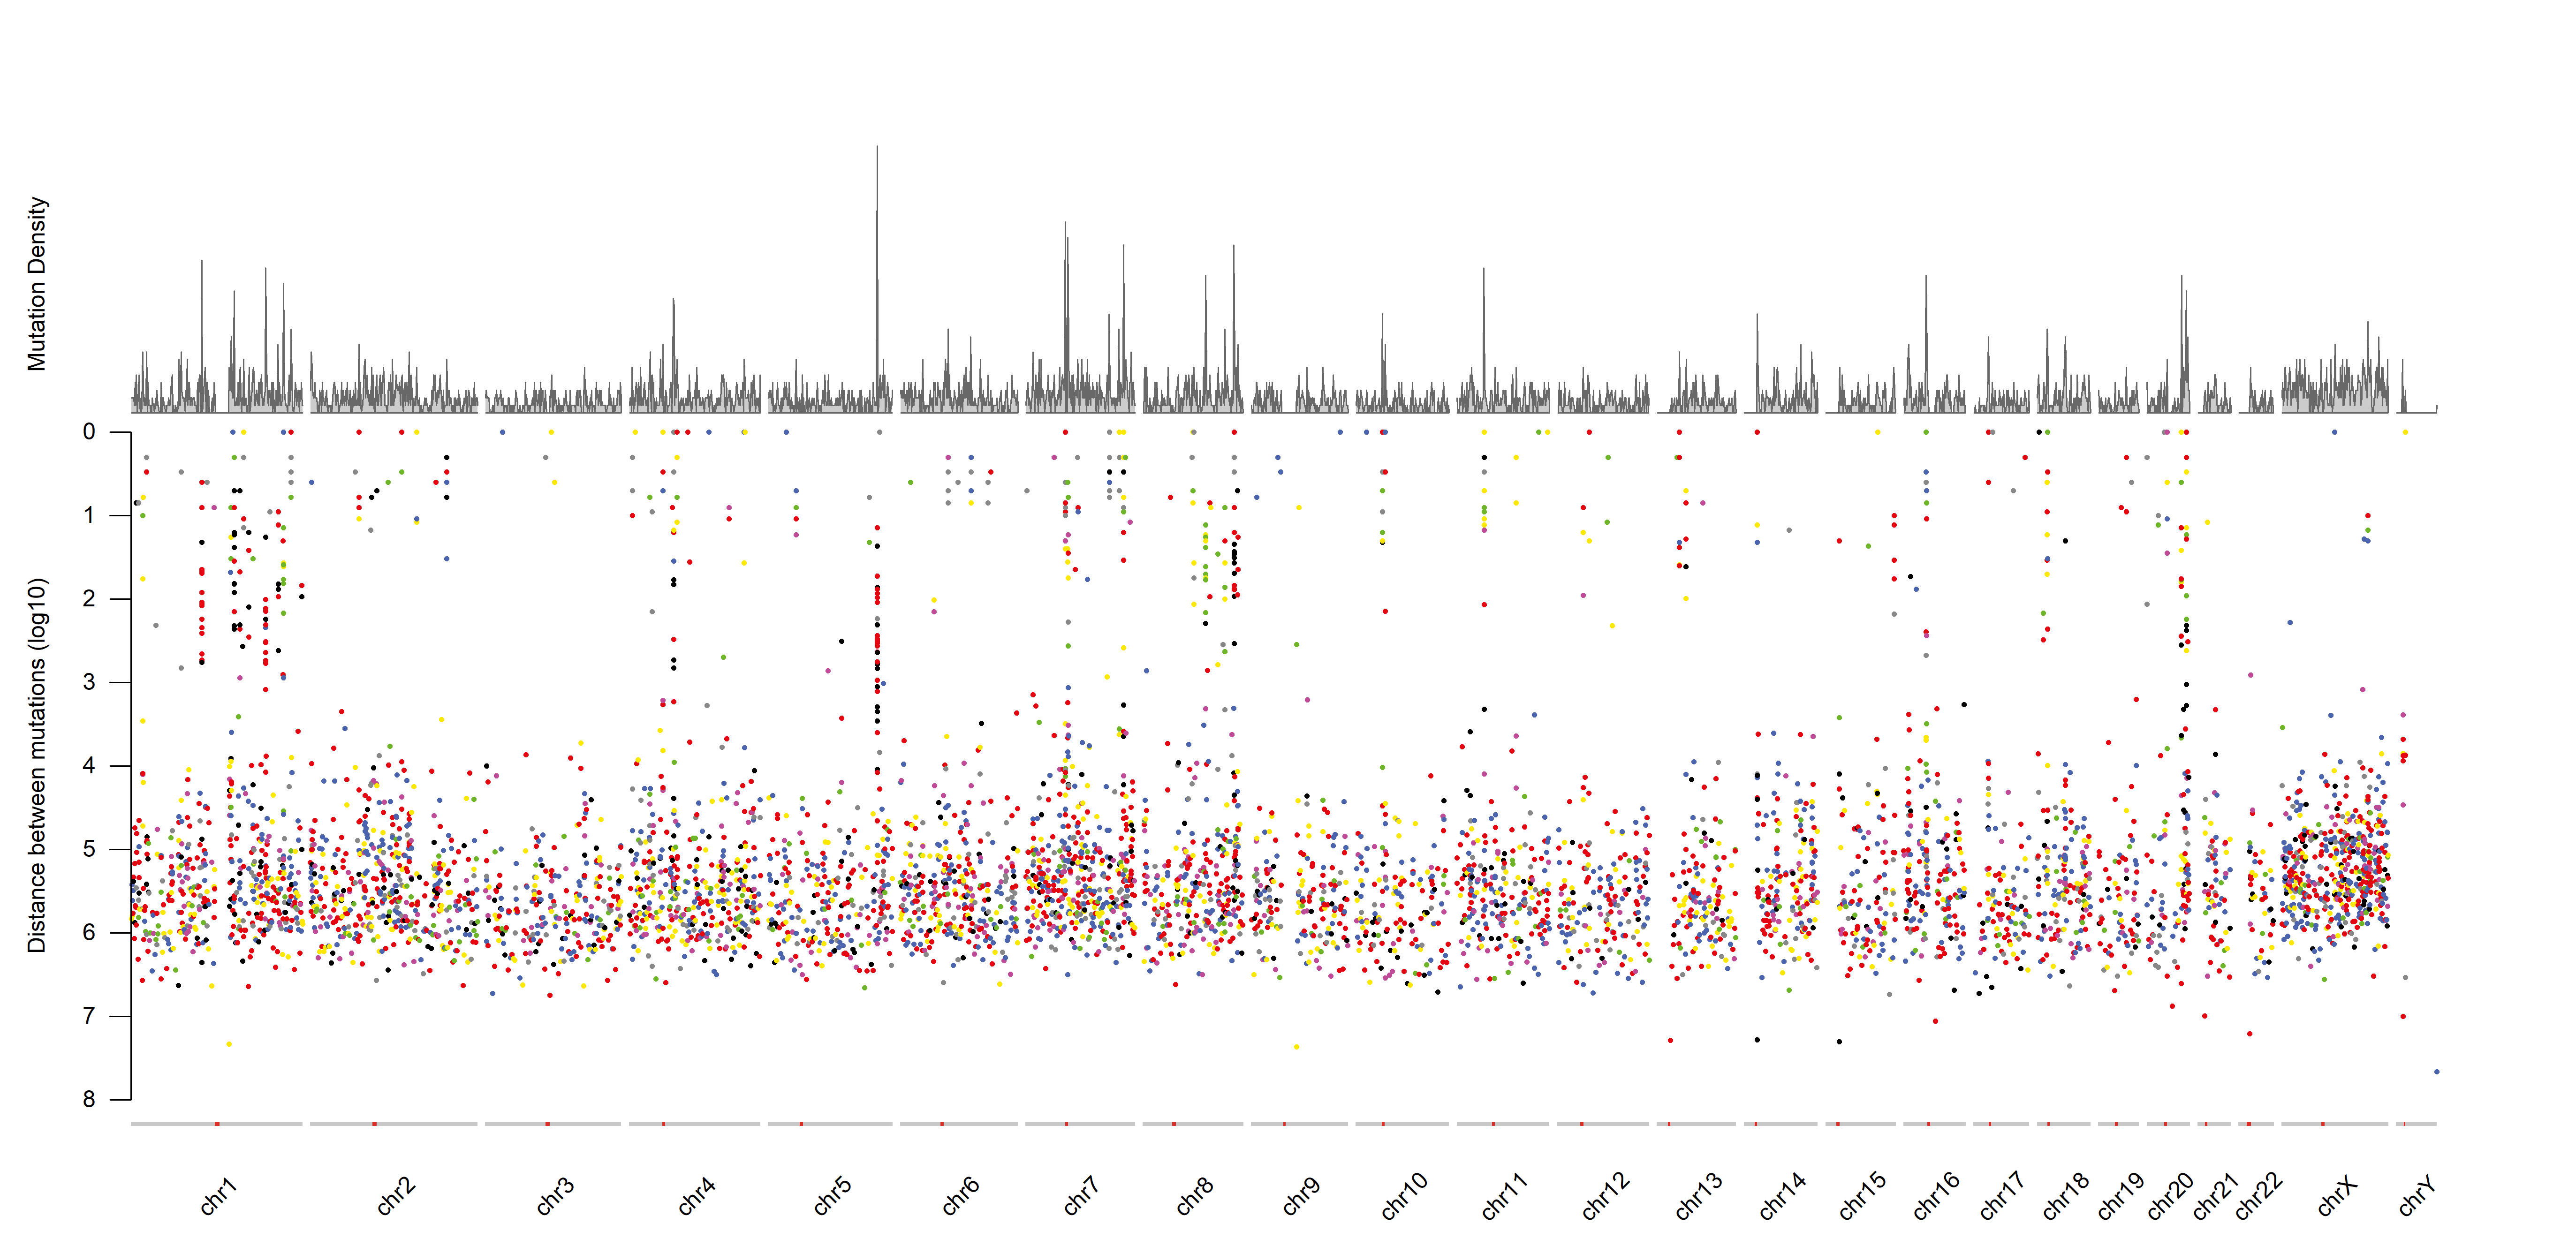 Mutation Density
Distance between mutations (log10)
0
1
2
3
4
5
6
7
8
chr1
chr2
chr3
chr4
chr5
chr6
chr7
chr8
chr9
chr10
chr11
chr12
chr13
chr14
chr15
chr16
chr17
chr18
chr19
chr20
chr21
chr22
chrX
chrY